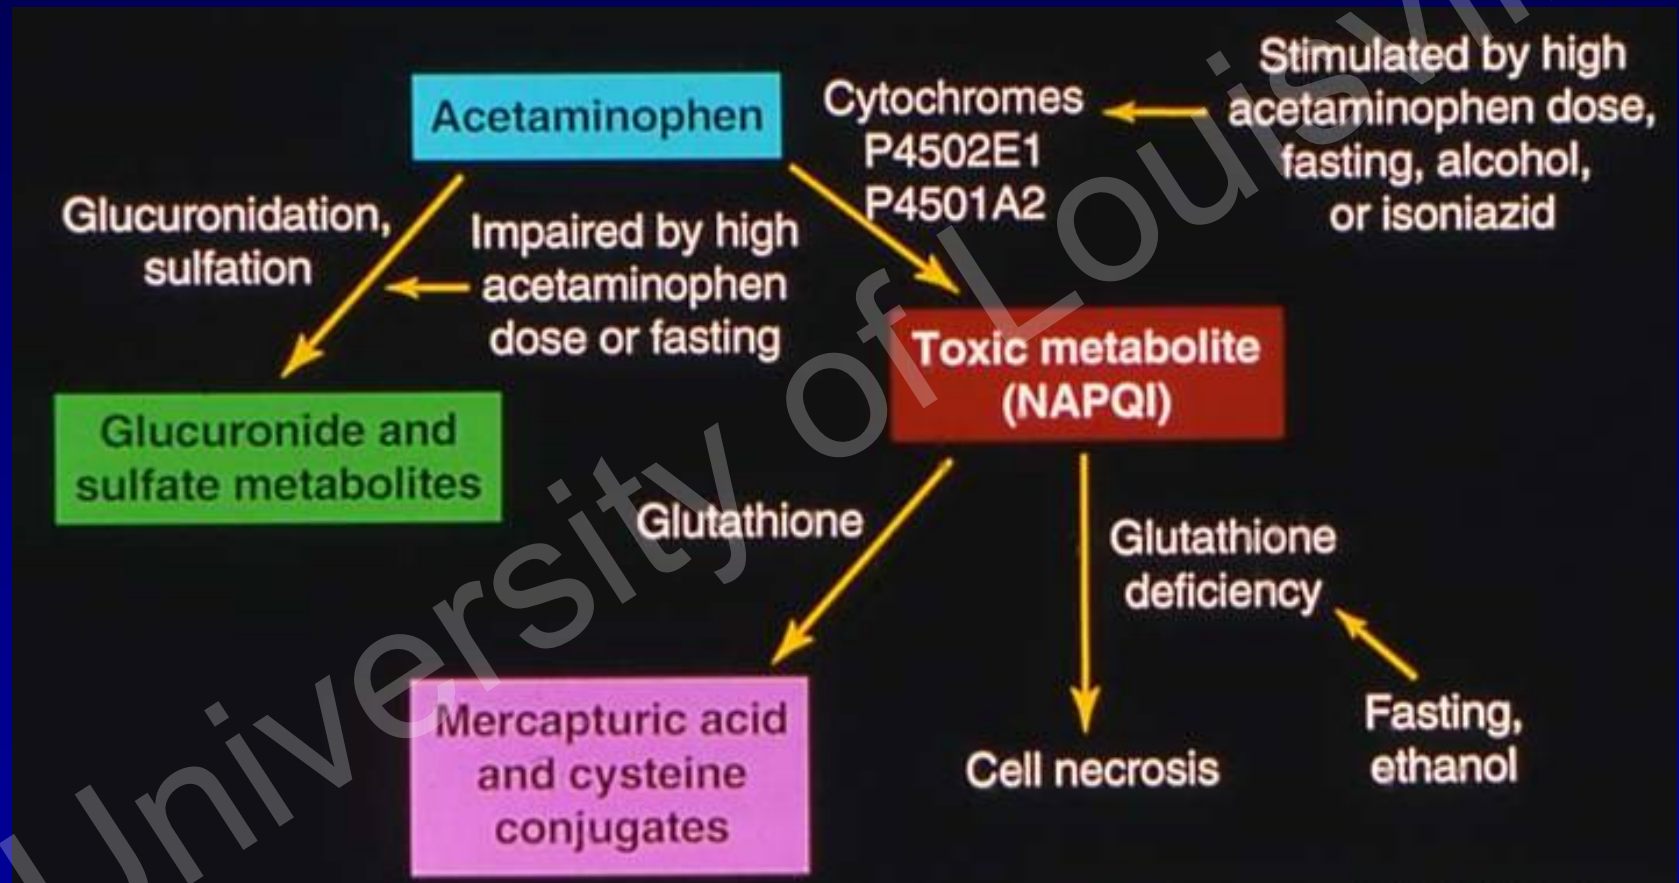 Acetaminophen
Cytochromes
P4502E1
P4501A2
Stimulated by high
acetaminophen dose,
fasting, alcohol,
or isoniazid
Glucuronidation,
sulfation
Impaired by high
acetaminophen
dose or fasting
Toxic metabolite
(NAPQI)
Glucuronide and
sulfate metabolites
Glutathione
Glutathione
deficiency
Mercapturic acid
and cysteine
conjugates
Cell necrosis
Fasting,
ethanol
University of